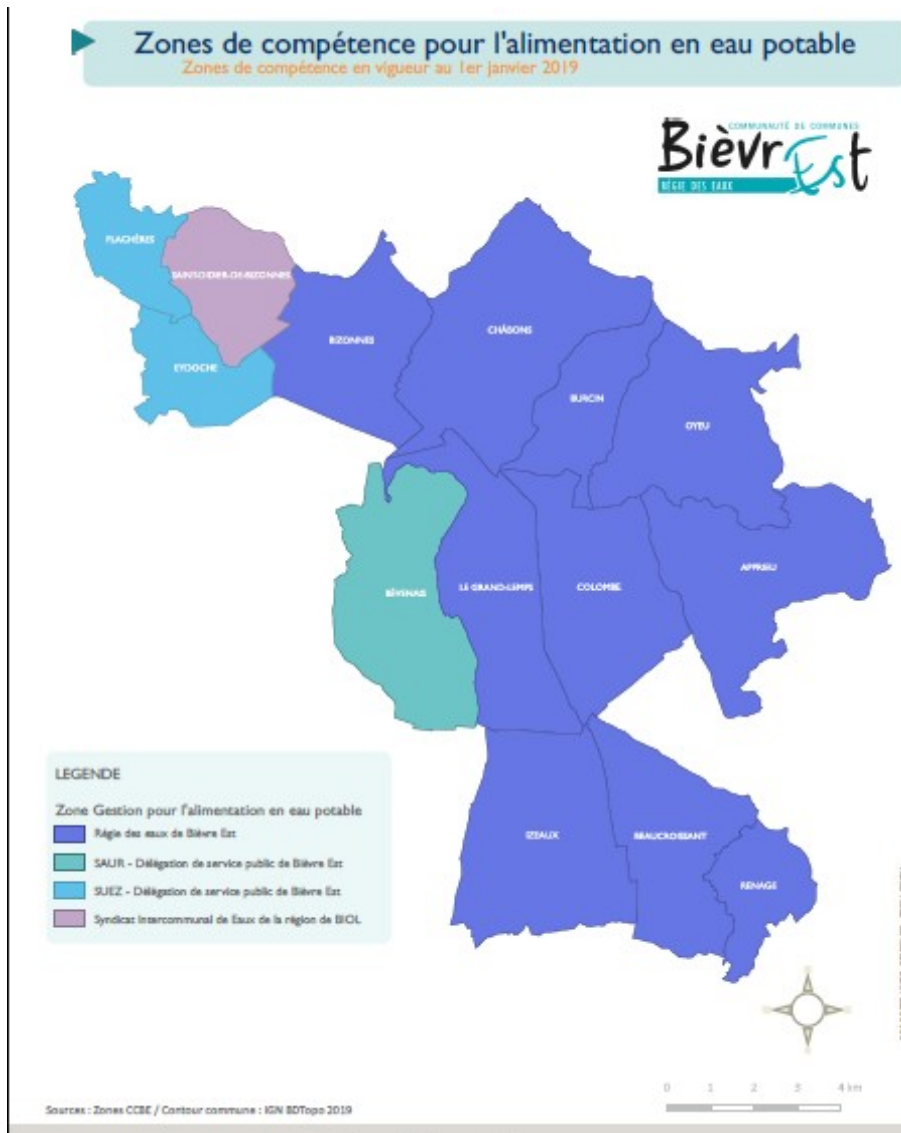 Zones de compétence pour l'alimentation en eau potable
Zones de compétence en vigueur au 1er janvier 2019
COMMUNAUTÉ DE COMMUNES
Bièvr Est
RÉGIE DES EAUX
FLACHÈRES
SAINT-DIDIER-DE-BIZONNES
BIZONNES
CHÂBONS
EYDOCHE
BURCIN
OYEU
BÉVENAIS
LE GRAND-LEMPS
COLOMBE
APPRIEU
IZEAUX
BEAUCROISSANT
RENAGE
LEGENDE
Zone Gestion pour l'alimentation en eau potable
Régie des eaux de Bièvre Est
SAUR - Délégation de service public de Bièvre Est
SUEZ - Délégation de service public de Bièvre Est
Syndicat Intercommunal de Eaux de la région de BIOL
0 1 2 3 4 km
Sources : Zones CCBE / Contour commune : IGN BDTopo 2019